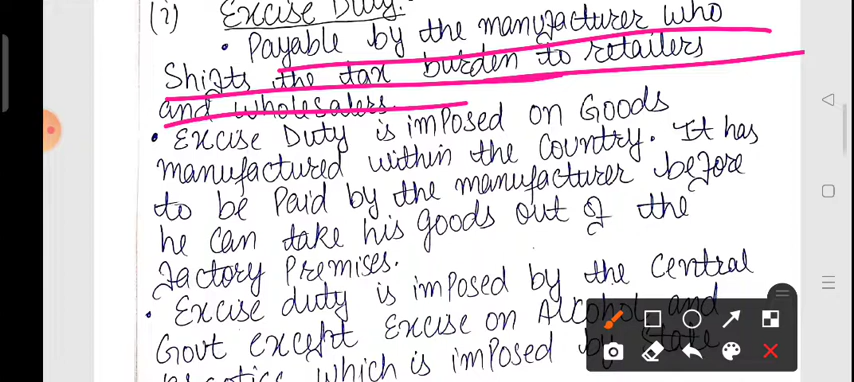 (i) Excise Duty:
• Payable by the manufacturer who
Shifts the tax burden to retailers
and wholesalers.
• Excise Duty is imposed on Goods
manufactured within the country. It has
to be Paid by the manufacturer before
he can take his goods out of the
factory Premises.
• Excise duty is imposed by the Central
Govt except Excise on Alcohol and
which is imposed by State